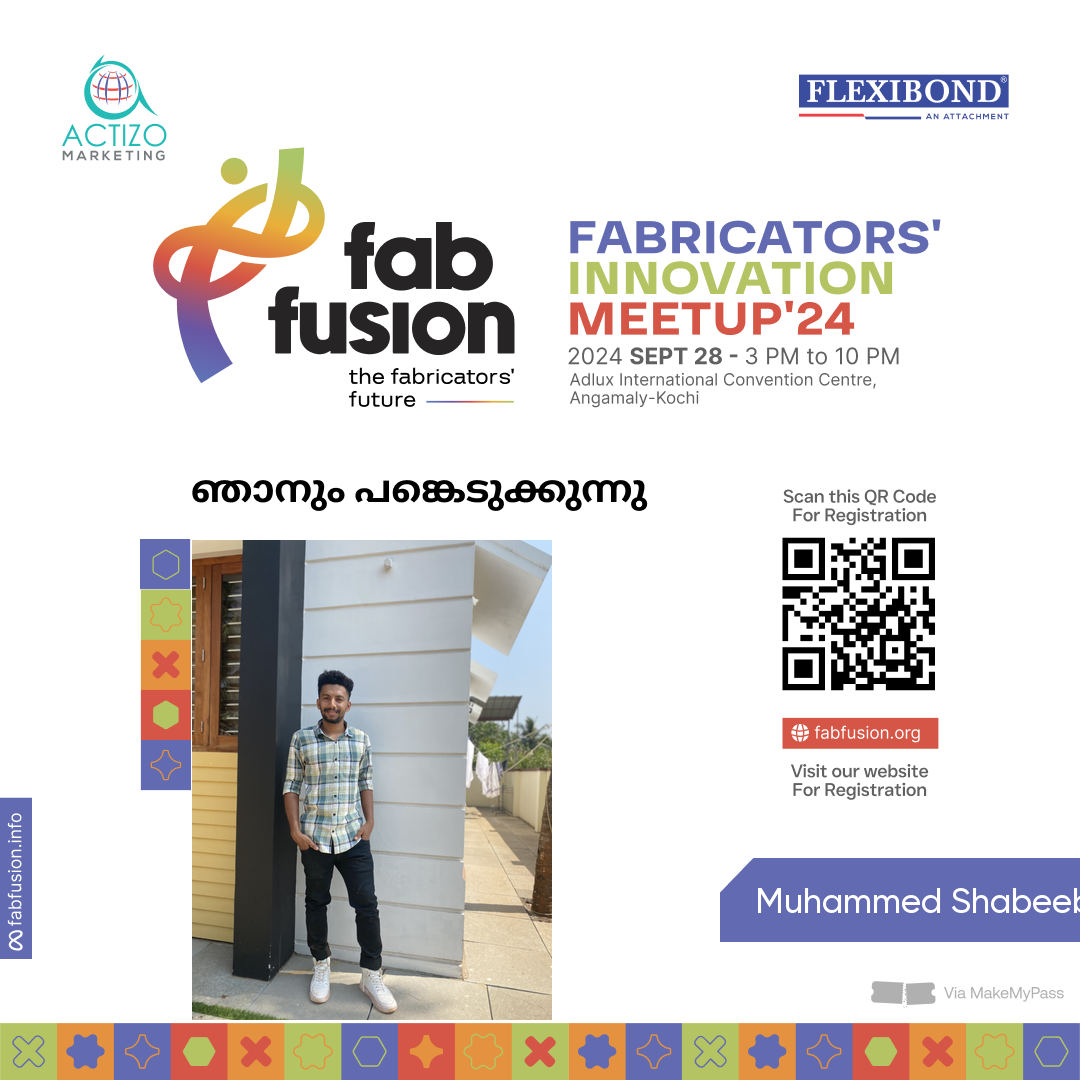 ACTIZO
MARKETING
FLEXIBOND®
AN ATTACHMENT
fab
fusion
the fabricators'
future
FABRICATORS'
INNOVATION
MEETUP'24
2024 SEPT 28 - 3 PM to 10 PM
Adlux International Convention Centre,
Angamaly-Kochi
ഞാനും പങ്കെടുക്കുന്നു
Scan this QR Code
For Registration
fabfusion.org
Visit our website
For Registration
fabfusion.info
Muhammed Shabeeb
Via MakeMyPass